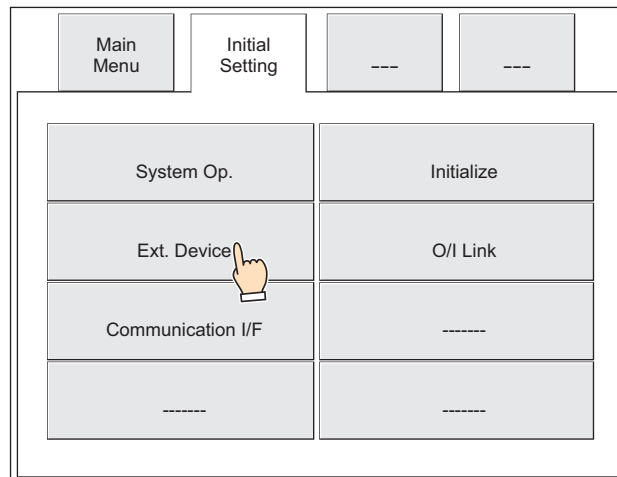 Main
Menu
Initial
Setting
---
---
System Op.
Initialize
Ext. Device
O/I Link
Communication I/F
-------
-------
-------